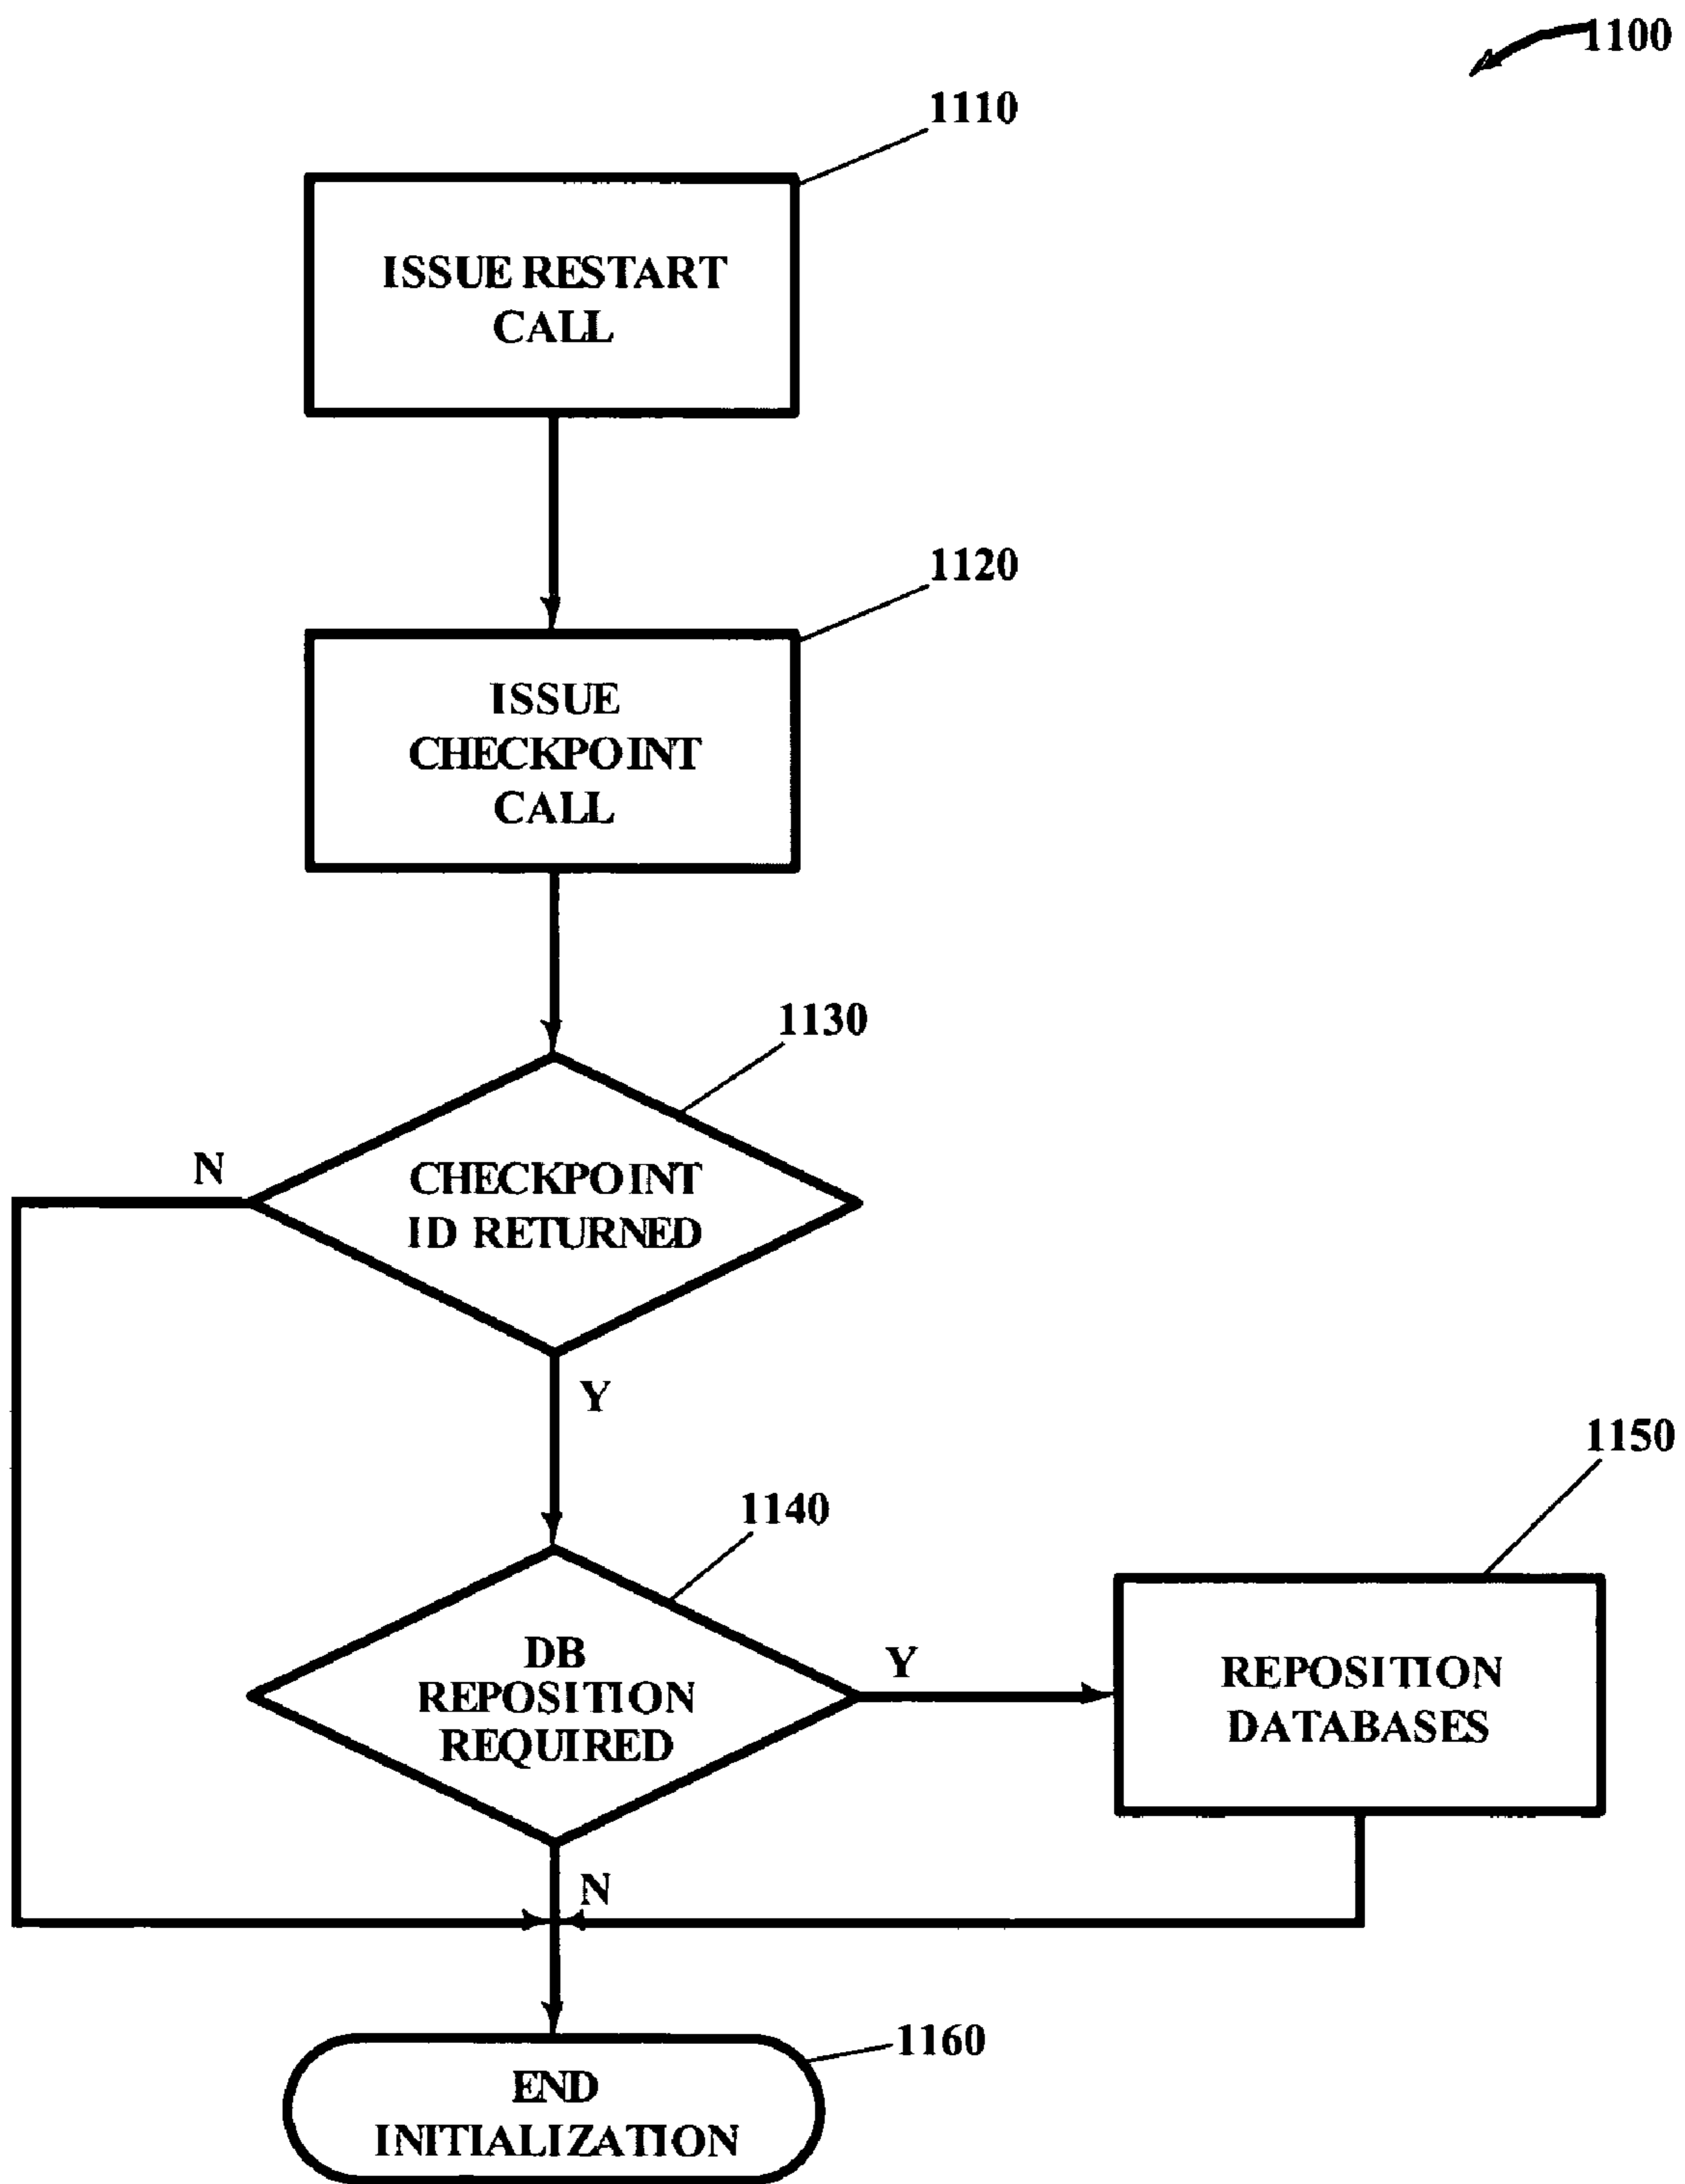 1100
1110
ISSUE RESTART
CALL
1120
ISSUE
CHECKPOINT
CALL
1130
N
CHECKPOINT
ID RETURNED
Y
1140
1150
DB
REPOSITION
REQUIRED
Y
REPOSITION
DATABASES
N
1160
END
INITIALIZATION